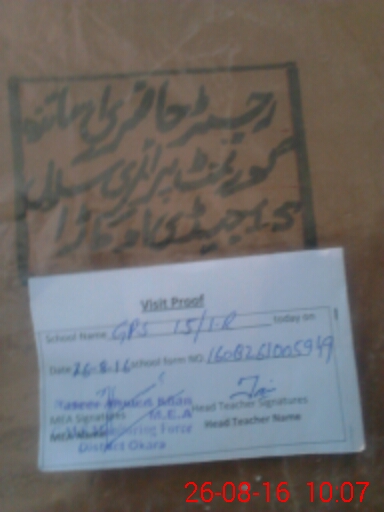 رجسٹر حاضری اساتذہ
گورنمنٹ پرائمری سکول
اوکاڑا
Visit Proof
School Name GPS 15/1-R today on
Date 26-8-16 school form NO 1608261005949
MEA Signatures M.E.A Head Teacher Signatures
Head Teacher Name
Monitoring Force
District Okara
26-08-16 10:07